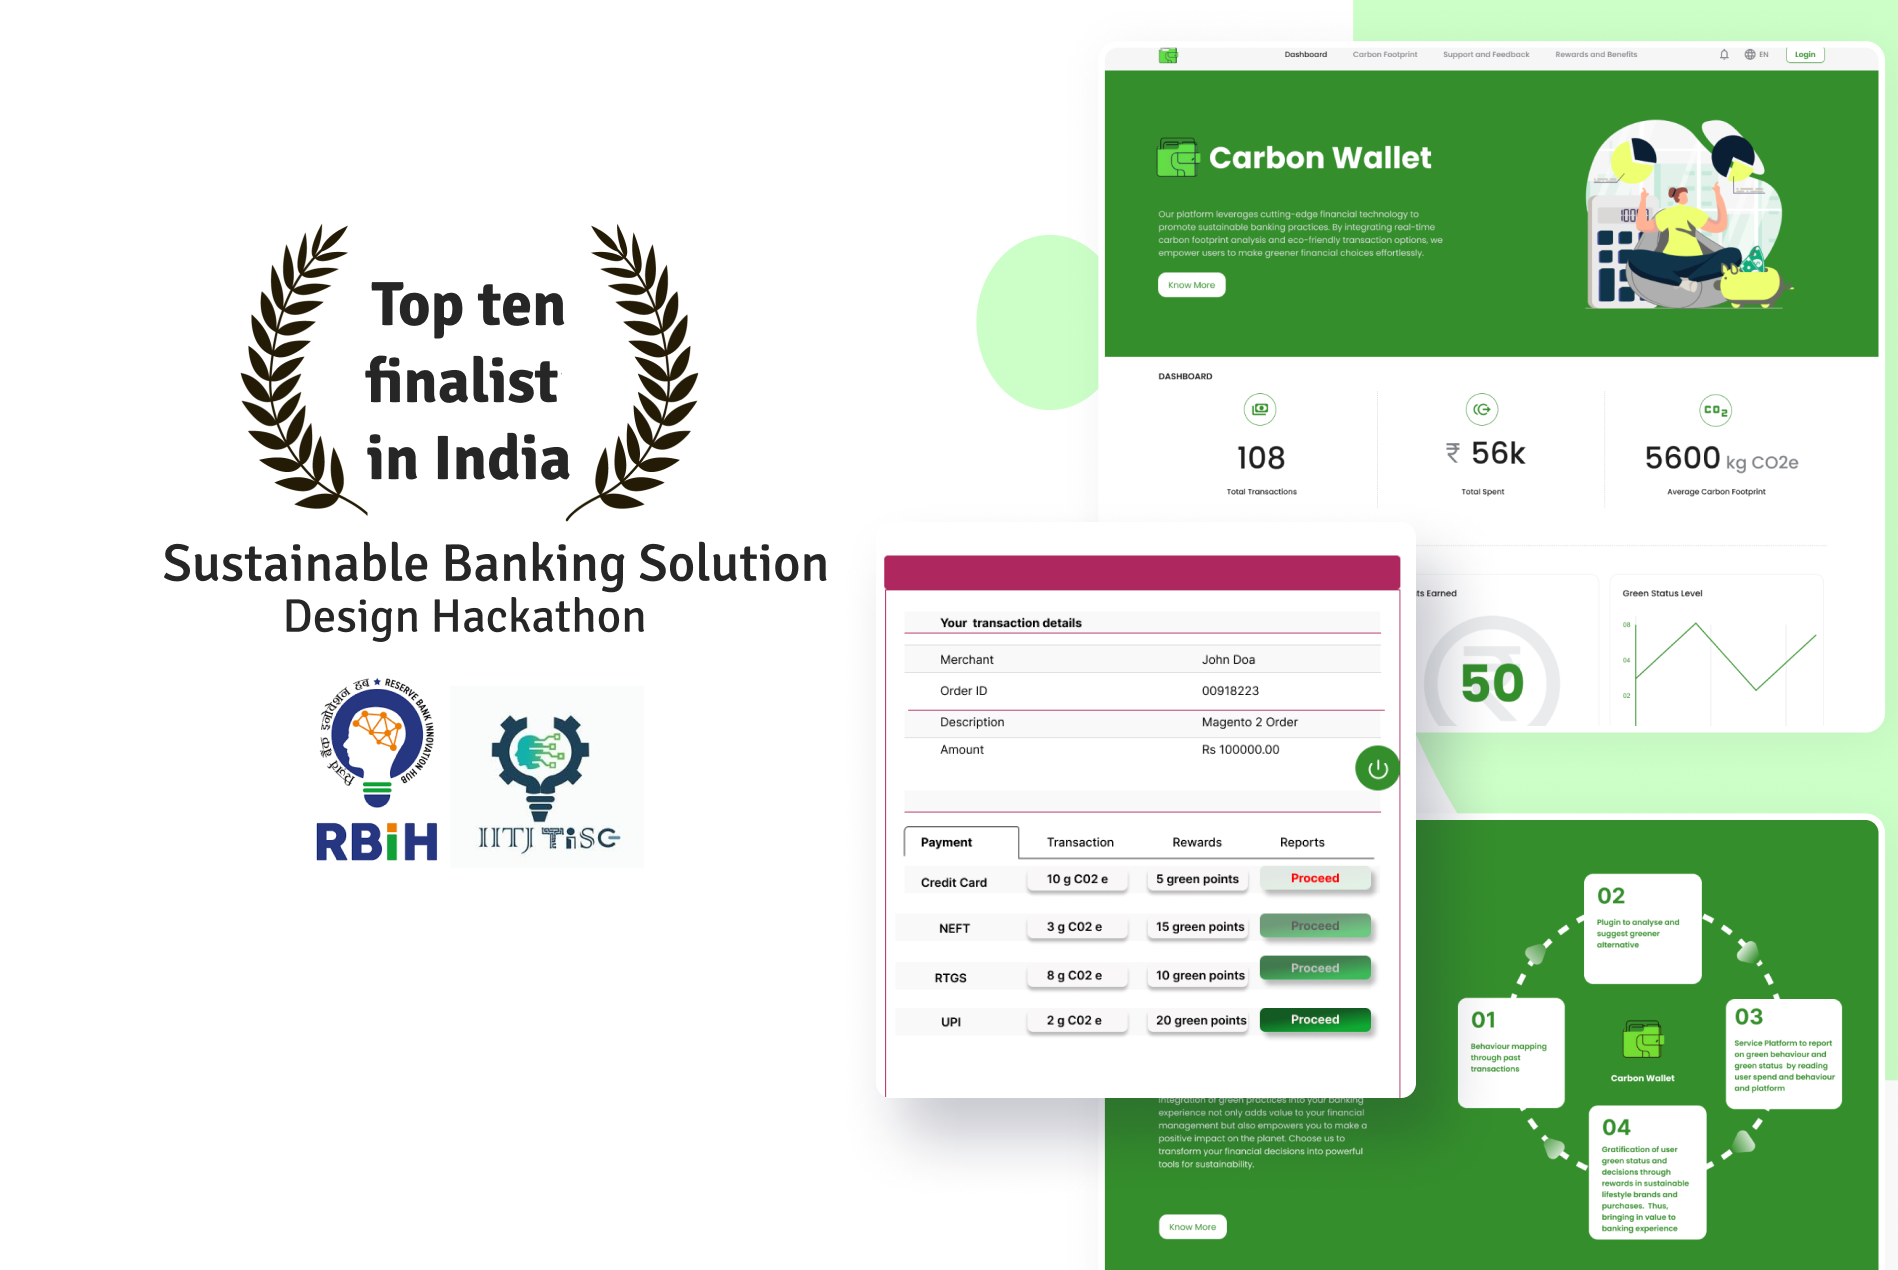 Top ten
finalist
in India
Sustainable Banking Solution
Design Hackathon
रिज़र्व बैंक इनोवेशन हब ★ RESERVE BANK INNOVATION HUB
RBiH
IITJ TiSC
Dashboard
Carbon Footprint
Support and Feedback
Rewards and Benefits
EN
Login
Carbon Wallet
Our platform leverages cutting-edge financial technology to
promote sustainable banking practices. By integrating real-time
carbon footprint analysis and eco-friendly transaction options, we
empower users to make greener financial choices effortlessly.
Know More
DASHBOARD
CO2
108
₹ 56k
5600 kg CO2e
Total Transactions
Total Spent
Average Carbon Footprint
ts Earned
50
Green Status Level
08
04
02
Your transaction details
Merchant John Doa
Order ID 00918223
Description Magento 2 Order
Amount Rs 100000.00
Payment Transaction Rewards Reports
Credit Card 10 g C02 e 5 green points Proceed
NEFT 3 g C02 e 15 green points Proceed
RTGS 8 g C02 e 10 green points Proceed
UPI 2 g C02 e 20 green points Proceed
integration of green practices into your banking
experience not only adds value to your financial
management but also empowers you to make a
positive impact on the planet. Choose us to
transform your financial decisions into powerful
tools for sustainability.
Know More
01
Behaviour mapping
through past
transactions
02
Plugin to analyse and
suggest greener
alternative
03
Service Platform to report
on green behaviour and
green status by reading
user spend and behaviour
and platform
Carbon Wallet
04
Gratification of user
green status and
decisions through
rewards in sustainable
lifestyle brands and
purchases. Thus,
bringing in value to
banking experience